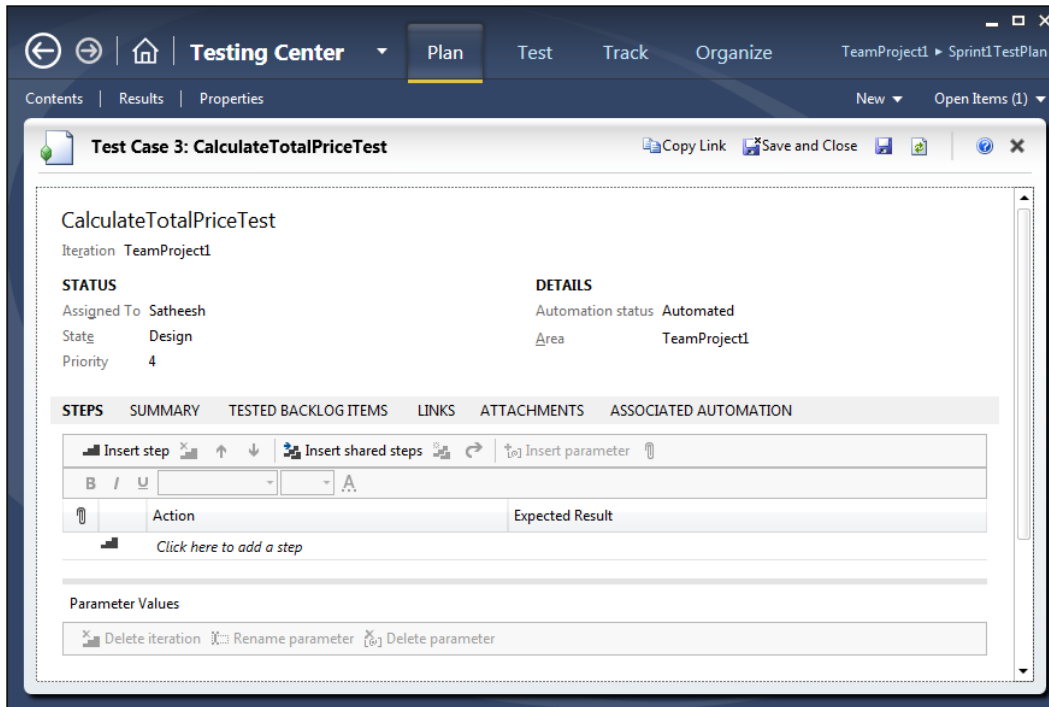 Testing Center Plan Test Track Organize TeamProject1 ▸ Sprint1TestPlan
Contents | Results | Properties New Open Items (1)
Test Case 3: CalculateTotalPriceTest Copy Link Save and Close
CalculateTotalPriceTest
Iteration TeamProject1
STATUS DETAILS
Assigned To Satheesh Automation status Automated
State Design Area TeamProject1
Priority 4
STEPS SUMMARY TESTED BACKLOG ITEMS LINKS ATTACHMENTS ASSOCIATED AUTOMATION
Insert step Insert shared steps Insert parameter
B I U A
Action Expected Result
Click here to add a step
Parameter Values
Delete iteration Rename parameter Delete parameter